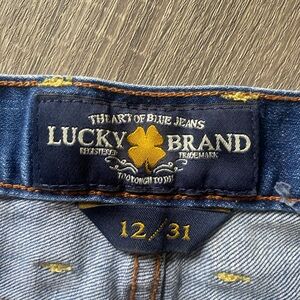 THE ART OF BLUE JEANS
LUCKY BRAND
REGISTERED TRADEMARK
TOO TOUGH TO DIE
12/31